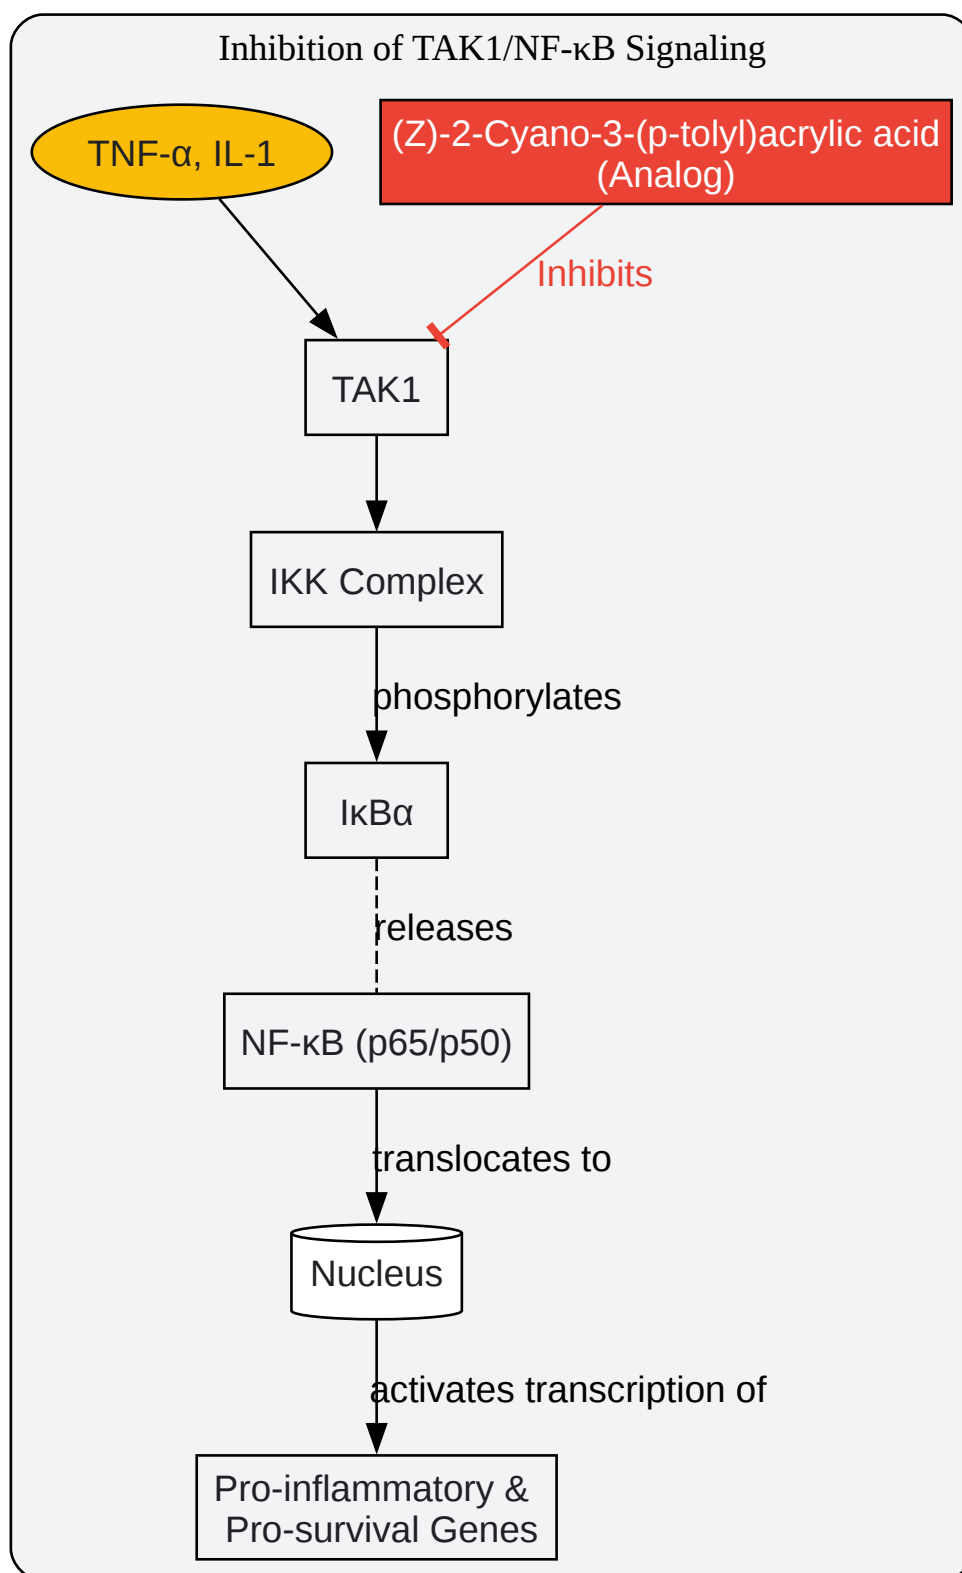 Inhibition of TAK1/NF-κB Signaling
TNF-α, IL-1
(Z)-2-Cyano-3-(p-tolyl)acrylic acid
(Analog)
Inhibits
TAK1
IKK Complex
phosphorylates
IκBα
releases
NF-κB (p65/p50)
translocates to
Nucleus
activates transcription of
Pro-inflammatory &
Pro-survival Genes